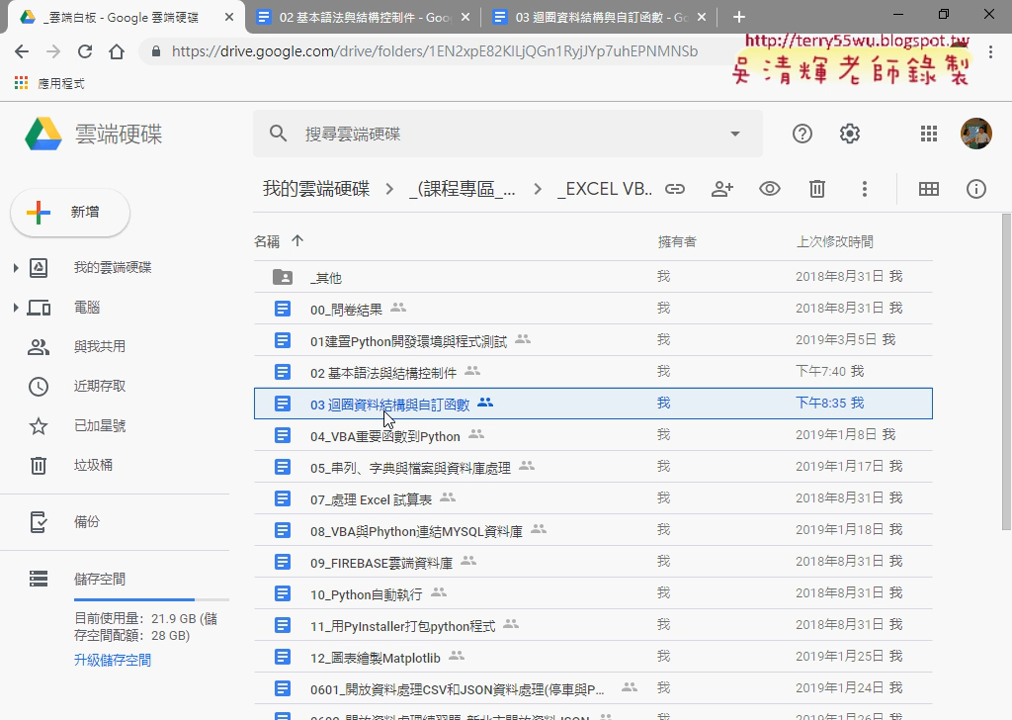 _雲端白板 - Google 雲端硬碟
02 基本語法與結構控制件 - Goo
03 迴圈資料結構與自訂函數 - Go
https://drive.google.com/drive/folders/1EN2xpE82KlLjQGn1RyjJYp7uhEPNMNSb
http://terry55wu.blogspot.tw
吳清輝老師錄製
應用程式
雲端硬碟
搜尋雲端硬碟
新增
我的雲端硬碟
_(課程專區_...
_EXCEL VB..
名稱
擁有者
上次修改時間
我的雲端硬碟
電腦
與我共用
近期存取
已加星號
垃圾桶
備份
儲存空間
目前使用量：21.9 GB (儲
存空間配額：28 GB)
升級儲存空間
_其他 我 2018年8月31日 我
00_問卷結果 我 2018年8月31日 我
01建置Python開發環境與程式測試 我 2019年3月5日 我
02 基本語法與結構控制件 我 下午7:40 我
03 迴圈資料結構與自訂函數 我 下午8:35 我
04_VBA重要函數到Python 我 2019年1月8日 我
05_串列、字典與檔案與資料庫處理 我 2019年1月17日 我
07_處理 Excel 試算表 我 2018年8月31日 我
08_VBA與Phython連結MYSQL資料庫 我 2019年1月18日 我
09_FIREBASE雲端資料庫 我 2018年8月31日 我
10_Python自動執行 我 2018年8月31日 我
11_用PyInstaller打包python程式 我 2018年8月31日 我
12_圖表繪製Matplotlib 我 2019年1月25日 我
0601_開放資料處理CSV和JSON資料處理(停車與P... 我 2019年1月24日 我